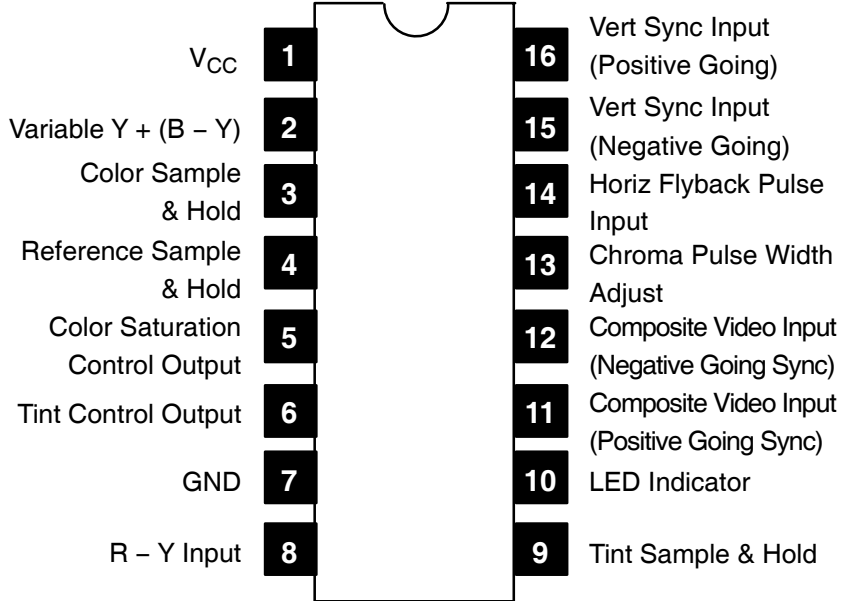 V_CC 1
Variable Y + (B – Y) 2
Color Sample
& Hold 3
Reference Sample
& Hold 4
Color Saturation
Control Output 5
Tint Control Output 6
GND 7
R – Y Input 8
16 Vert Sync Input
(Positive Going)
15 Vert Sync Input
(Negative Going)
14 Horiz Flyback Pulse
Input
13 Chroma Pulse Width
Adjust
12 Composite Video Input
(Negative Going Sync)
11 Composite Video Input
(Positive Going Sync)
10 LED Indicator
9 Tint Sample & Hold